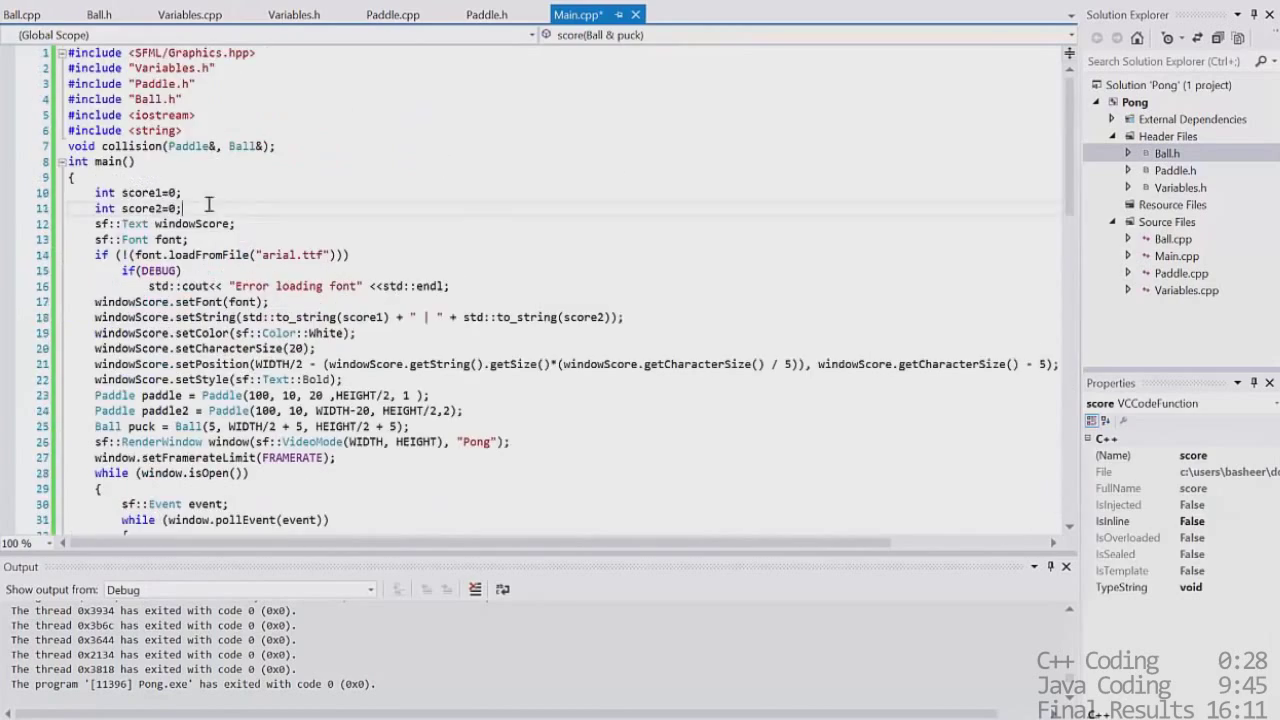 Ball.cpp Ball.h Variables.cpp Variables.h Paddle.cpp Paddle.h Main.cpp*
(Global Scope) score(Ball & puck)
1 #include <SFML/Graphics.hpp>
2 #include "Variables.h"
3 #include "Paddle.h"
4 #include "Ball.h"
5 #include <iostream>
6 #include <string>
7 void collision(Paddle&, Ball&);
8 int main()
9 {
10 int score1=0;
11 int score2=0;
12 sf::Text windowScore;
13 sf::Font font;
14 if (!(font.loadFromFile("arial.ttf")))
15 if(DEBUG)
16 std::cout<< "Error loading font" <<std::endl;
17 windowScore.setFont(font);
18 windowScore.setString(std::to_string(score1) + " | " + std::to_string(score2));
19 windowScore.setColor(sf::Color::White);
20 windowScore.setCharacterSize(20);
21 windowScore.setPosition(WIDTH/2 - (windowScore.getString().getSize()*(windowScore.getCharacterSize() / 5)), windowScore.getCharacterSize() - 5);
22 windowScore.setStyle(sf::Text::Bold);
23 Paddle paddle = Paddle(100, 10, 20 ,HEIGHT/2, 1 );
24 Paddle paddle2 = Paddle(100, 10, WIDTH-20, HEIGHT/2,2);
25 Ball puck = Ball(5, WIDTH/2 + 5, HEIGHT/2 + 5);
26 sf::RenderWindow window(sf::VideoMode(WIDTH, HEIGHT), "Pong");
27 window.setFramerateLimit(FRAMERATE);
28 while (window.isOpen())
29 {
30 sf::Event event;
31 while (window.pollEvent(event))
100 %
Output
Show output from: Debug
The thread 0x3934 has exited with code 0 (0x0).
The thread 0x3b6c has exited with code 0 (0x0).
The thread 0x3644 has exited with code 0 (0x0).
The thread 0x2134 has exited with code 0 (0x0).
The thread 0x3818 has exited with code 0 (0x0).
The program '[11396] Pong.exe' has exited with code 0 (0x0).
Solution Explorer
Search Solution Explorer (Ctrl+;)
Solution 'Pong' (1 project)
Pong
External Dependencies
Header Files
Ball.h
Paddle.h
Variables.h
Resource Files
Source Files
Ball.cpp
Main.cpp
Paddle.cpp
Variables.cpp
Properties
score VCCodeFunction
C++
(Name) score
File c:\users\basheer\do
FullName score
IsInjected False
IsInline False
IsOverloaded False
IsSealed False
IsTemplate False
TypeString void
C++ Coding 0:28
Java Coding 9:45
Final Results 16:11
C++